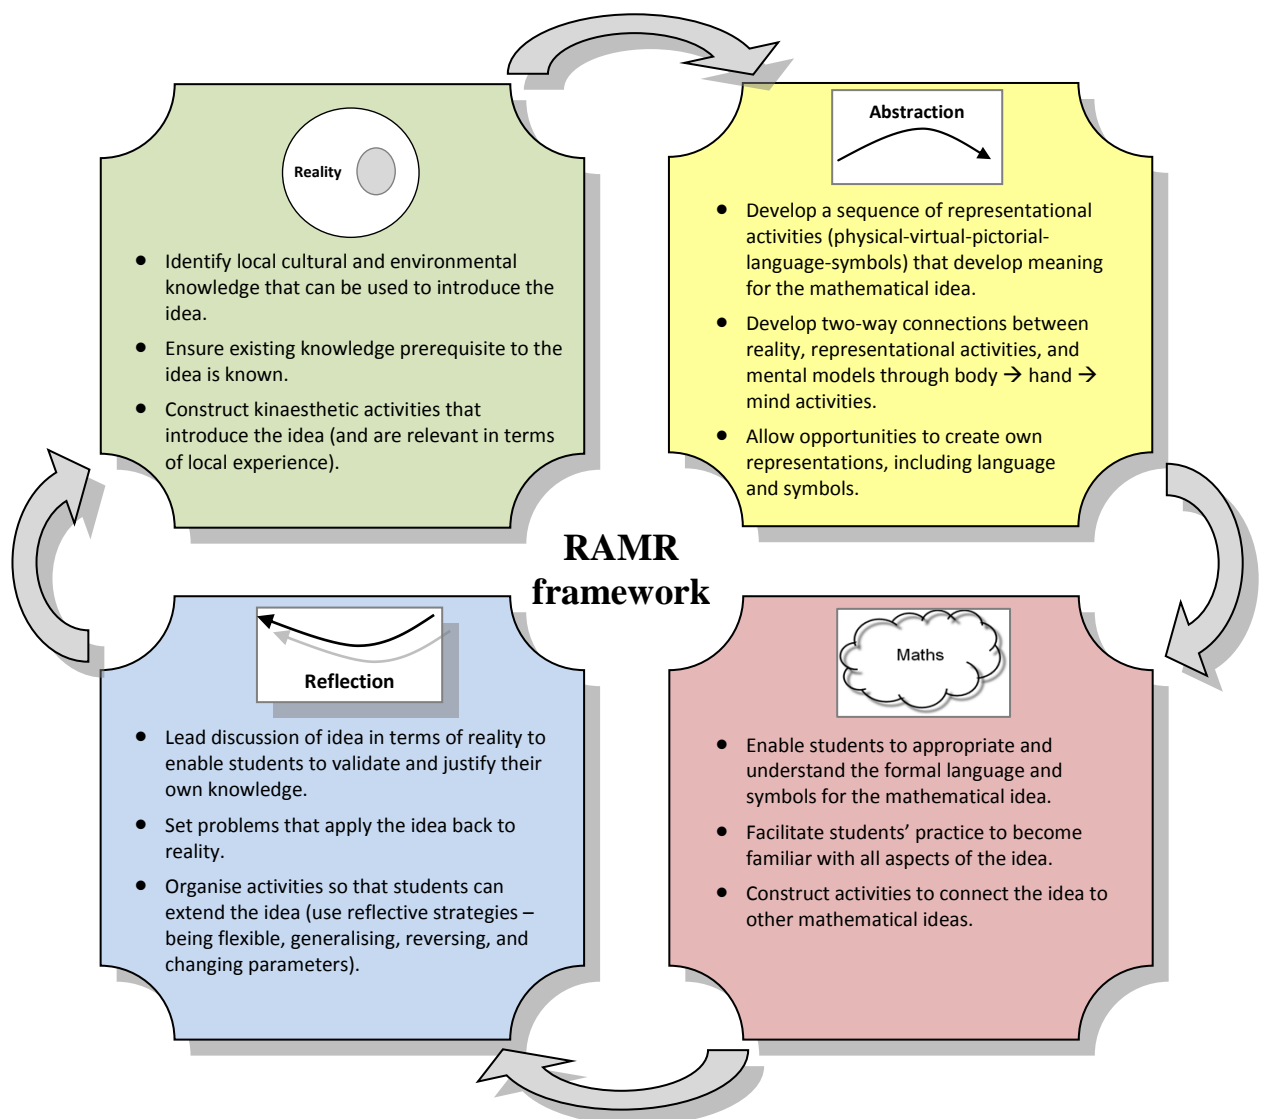 Reality
• Identify local cultural and environmental
knowledge that can be used to introduce the
idea.
• Ensure existing knowledge prerequisite to the
idea is known.
• Construct kinaesthetic activities that
introduce the idea (and are relevant in terms
of local experience).
Abstraction
• Develop a sequence of representational
activities (physical-virtual-pictorial-
language-symbols) that develop meaning
for the mathematical idea.
• Develop two-way connections between
reality, representational activities, and
mental models through body → hand →
mind activities.
• Allow opportunities to create own
representations, including language
and symbols.
RAMR
framework
Reflection
• Lead discussion of idea in terms of reality to
enable students to validate and justify their
own knowledge.
• Set problems that apply the idea back to
reality.
• Organise activities so that students can
extend the idea (use reflective strategies –
being flexible, generalising, reversing, and
changing parameters).
Maths
• Enable students to appropriate and
understand the formal language and
symbols for the mathematical idea.
• Facilitate students’ practice to become
familiar with all aspects of the idea.
• Construct activities to connect the idea to
other mathematical ideas.